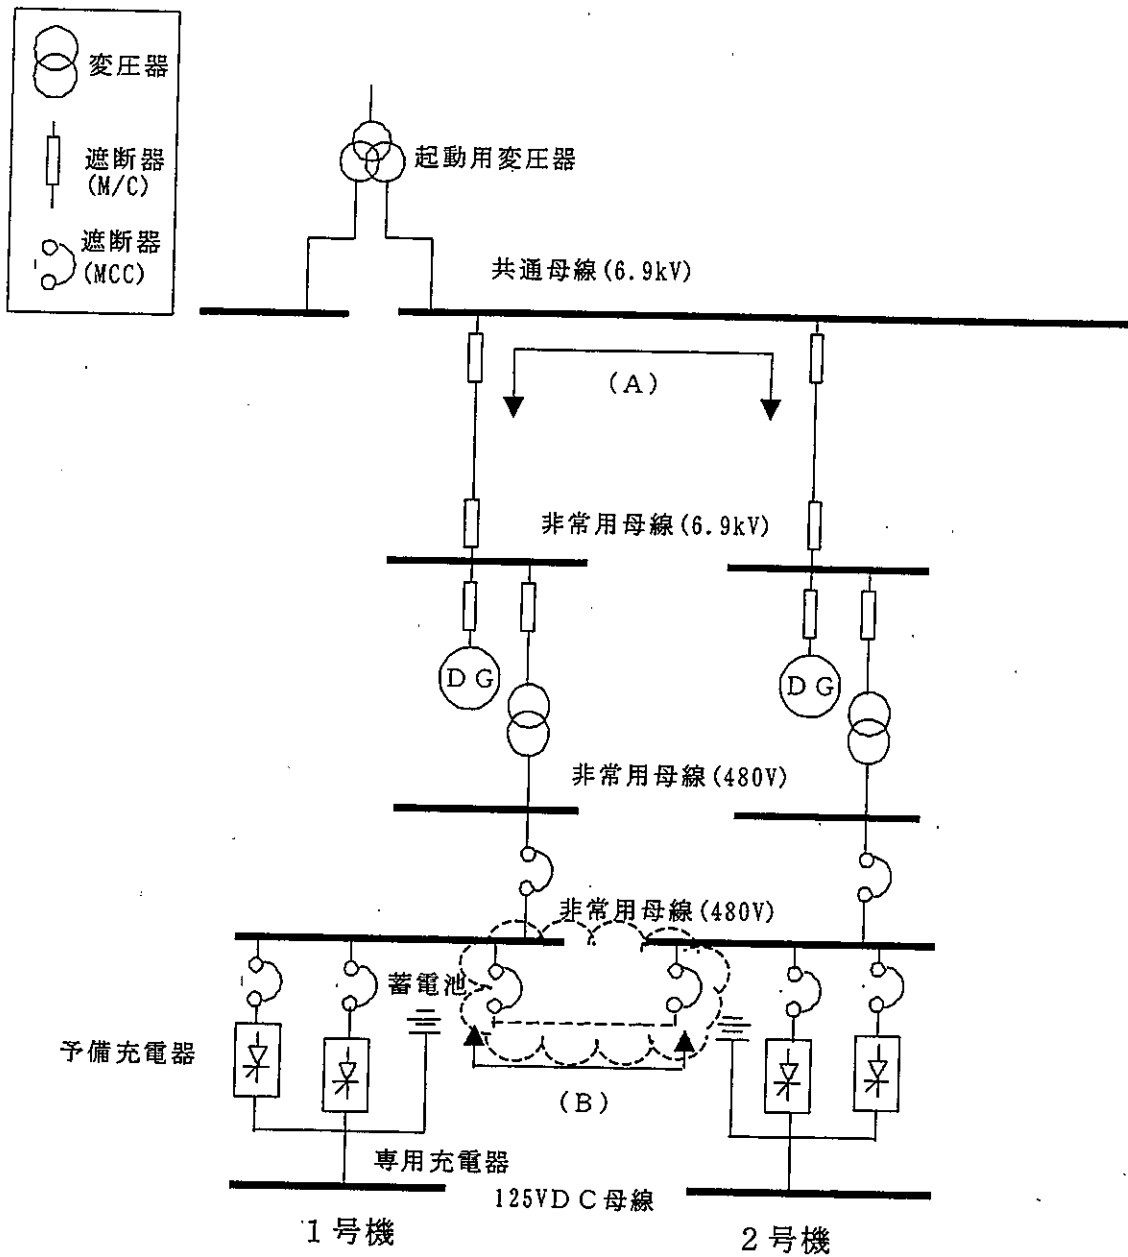 変圧器
遮断器
(M/C)
遮断器
(MCC)
起動用変圧器
共通母線(6.9kV)
(A)
非常用母線(6.9kV)
DG
DG
非常用母線(480V)
非常用母線(480V)
蓄電池
予備充電器
(B)
専用充電器
125VDC母線
1号機
2号機